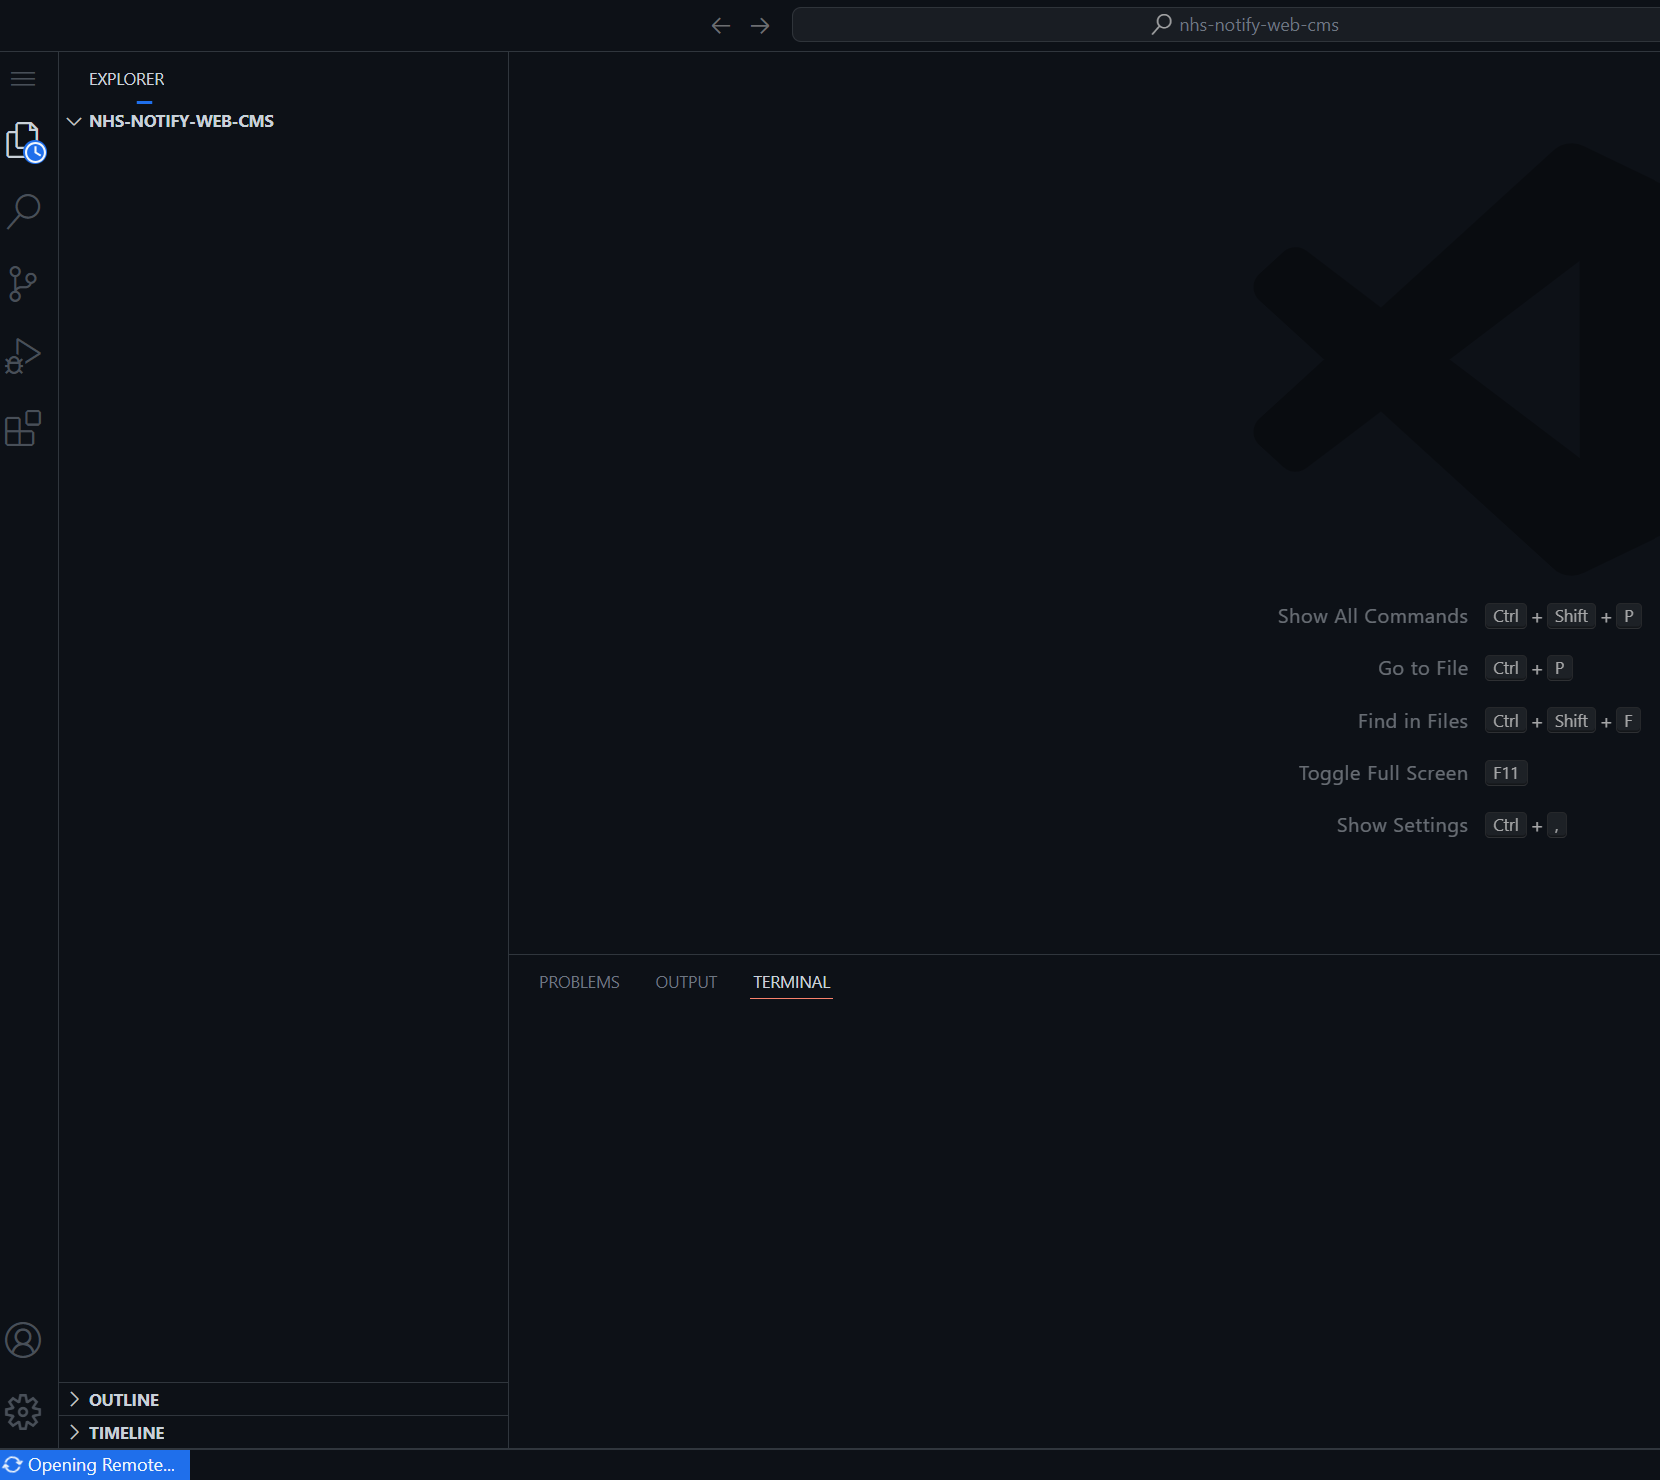 nhs-notify-web-cms
EXPLORER
NHS-NOTIFY-WEB-CMS
Show All Commands Ctrl + Shift + P
Go to File Ctrl + P
Find in Files Ctrl + Shift + F
Toggle Full Screen F11
Show Settings Ctrl + ,
PROBLEMS OUTPUT TERMINAL
OUTLINE
TIMELINE
Opening Remote...